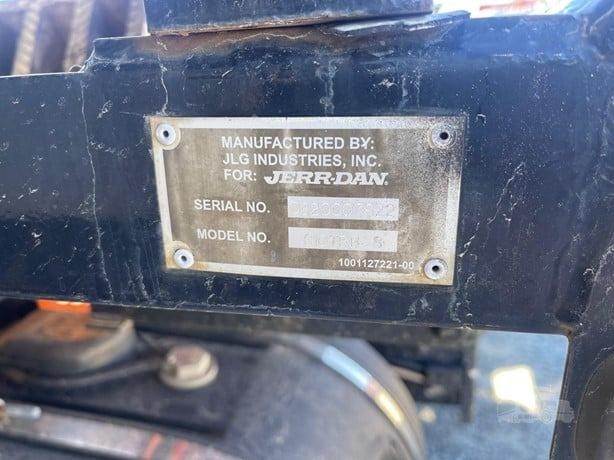 MANUFACTURED BY:
JLG INDUSTRIES, INC.
FOR: JERR-DAN®
SERIAL NO.
MODEL NO.
1001127221-00